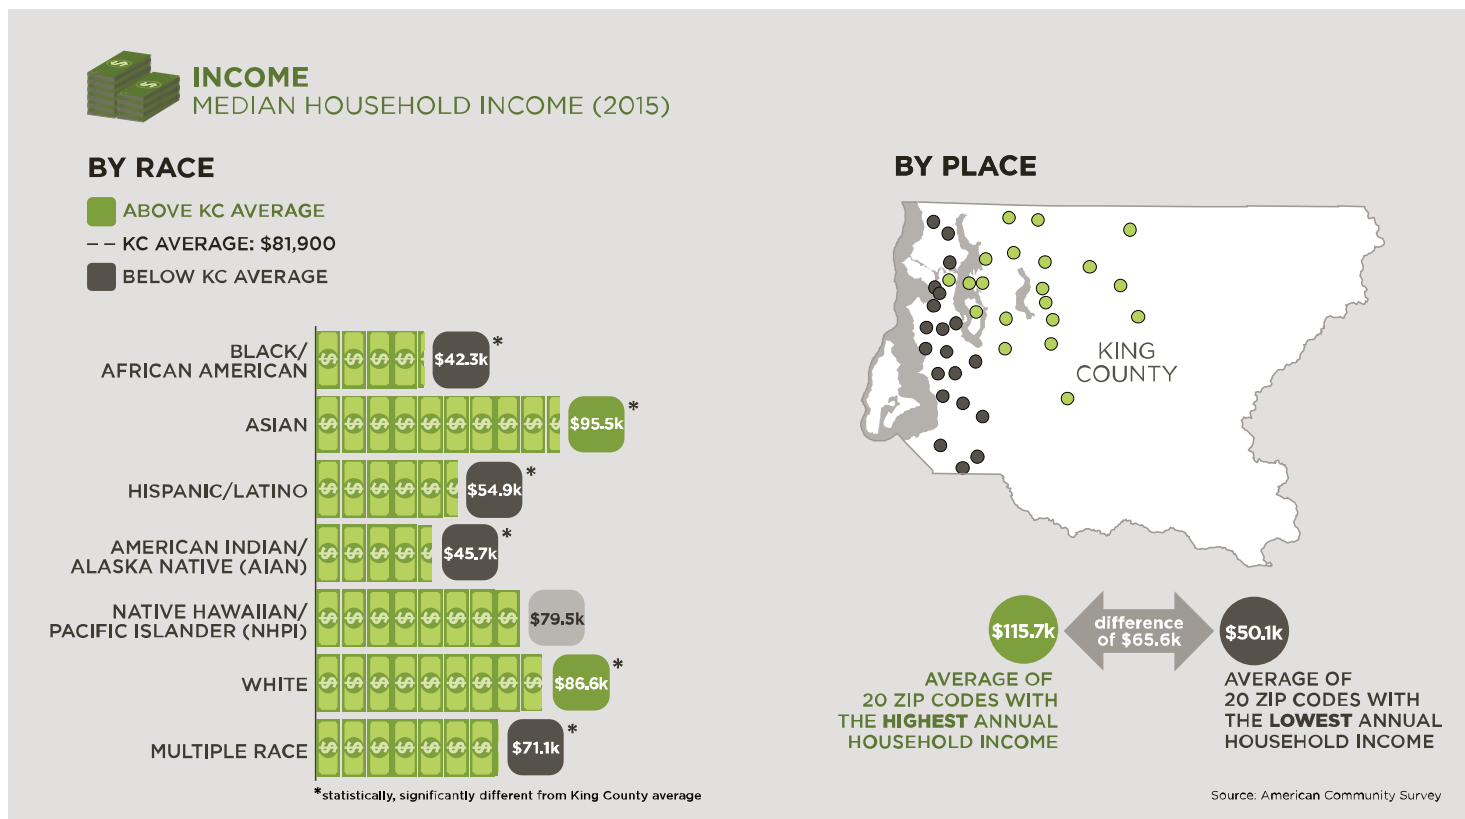 INCOME
MEDIAN HOUSEHOLD INCOME (2015)
BY RACE
ABOVE KC AVERAGE
– – KC AVERAGE: $81,900
BELOW KC AVERAGE
BLACK/
AFRICAN AMERICAN
$42.3k*
ASIAN
$95.5k*
HISPANIC/LATINO
$54.9k*
AMERICAN INDIAN/
ALASKA NATIVE (AIAN)
$45.7k*
NATIVE HAWAIIAN/
PACIFIC ISLANDER (NHPI)
$79.5k
WHITE
$86.6k*
MULTIPLE RACE
$71.1k*
*statistically, significantly different from King County average
BY PLACE
KING
COUNTY
$115.7k
difference
of $65.6k
$50.1k
AVERAGE OF
20 ZIP CODES WITH
THE HIGHEST ANNUAL
HOUSEHOLD INCOME
AVERAGE OF
20 ZIP CODES WITH
THE LOWEST ANNUAL
HOUSEHOLD INCOME
Source: American Community Survey